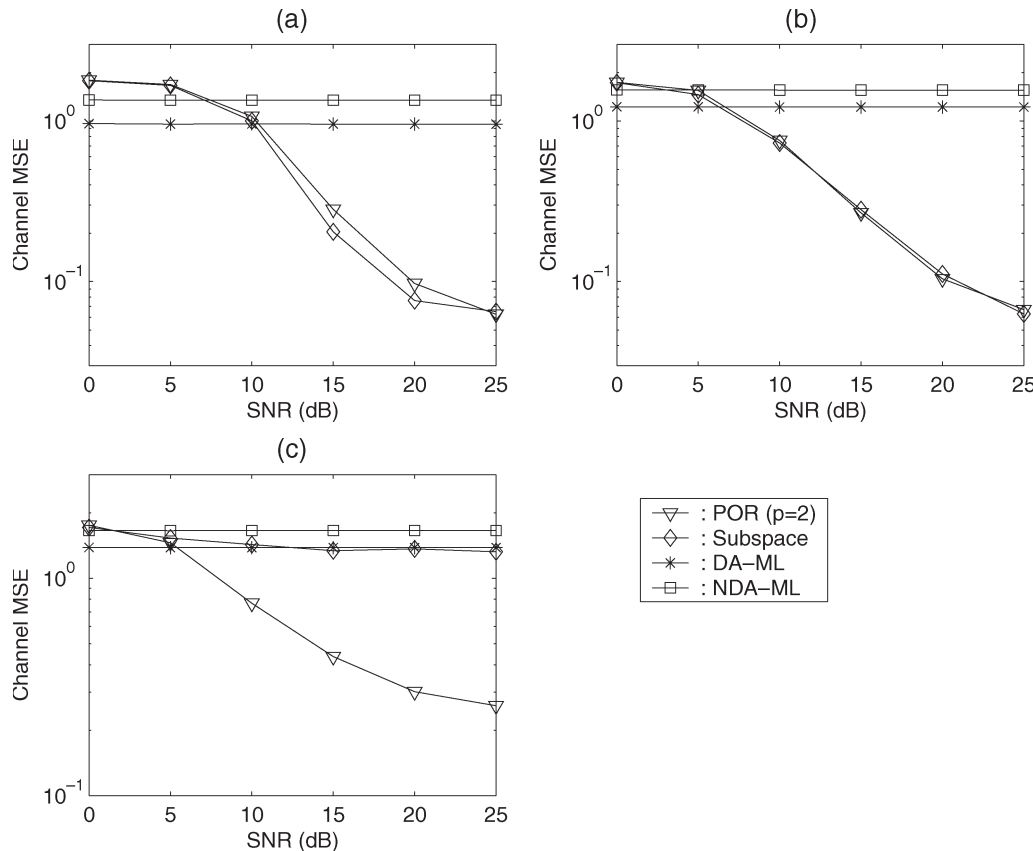 (a)
10^0
10^-1
Channel MSE
0 5 10 15 20 25
SNR (dB)
(b)
10^0
10^-1
Channel MSE
0 5 10 15 20 25
SNR (dB)
(c)
10^0
10^-1
Channel MSE
0 5 10 15 20 25
SNR (dB)
: POR (p=2)
: Subspace
: DA–ML
: NDA–ML